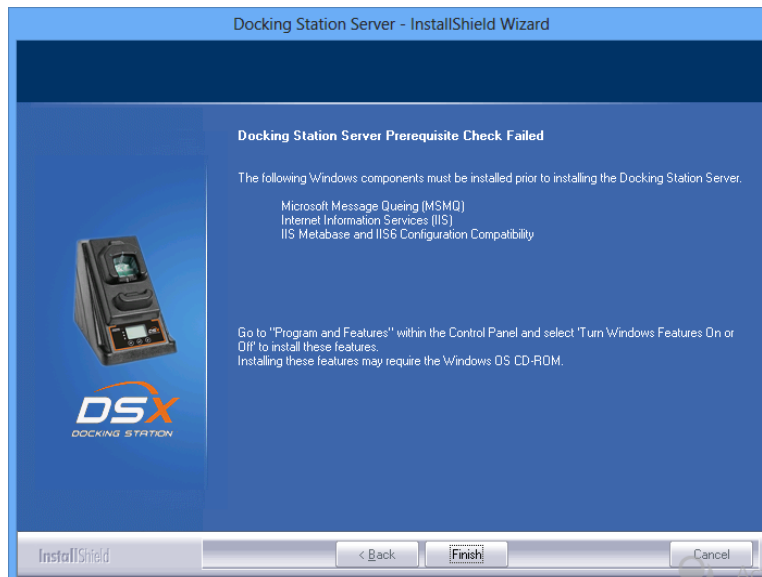 Docking Station Server - InstallShield Wizard
Docking Station Server Prerequisite Check Failed
The following Windows components must be installed prior to installing the Docking Station Server.
Microsoft Message Queing (MSMQ)
Internet Information Services (IIS)
IIS Metabase and IIS6 Configuration Compatibility
Go to "Program and Features" within the Control Panel and select 'Turn Windows Features On or
Off' to install these features.
Installing these features may require the Windows OS CD-ROM.
DSX
DOCKING STATION
InstallShield
< Back
Finish
Cancel